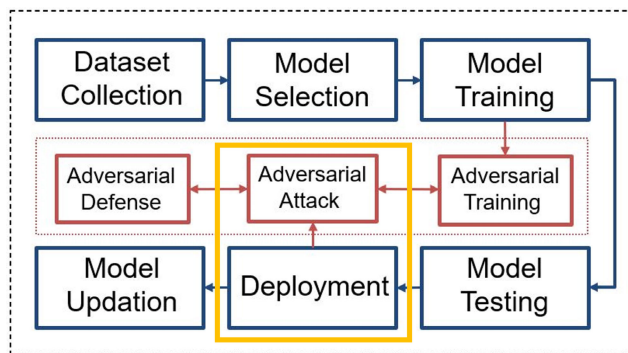 Dataset
Collection
Model
Selection
Model
Training
Adversarial
Defense
Adversarial
Attack
Adversarial
Training
Model
Updation
Deployment
Model
Testing